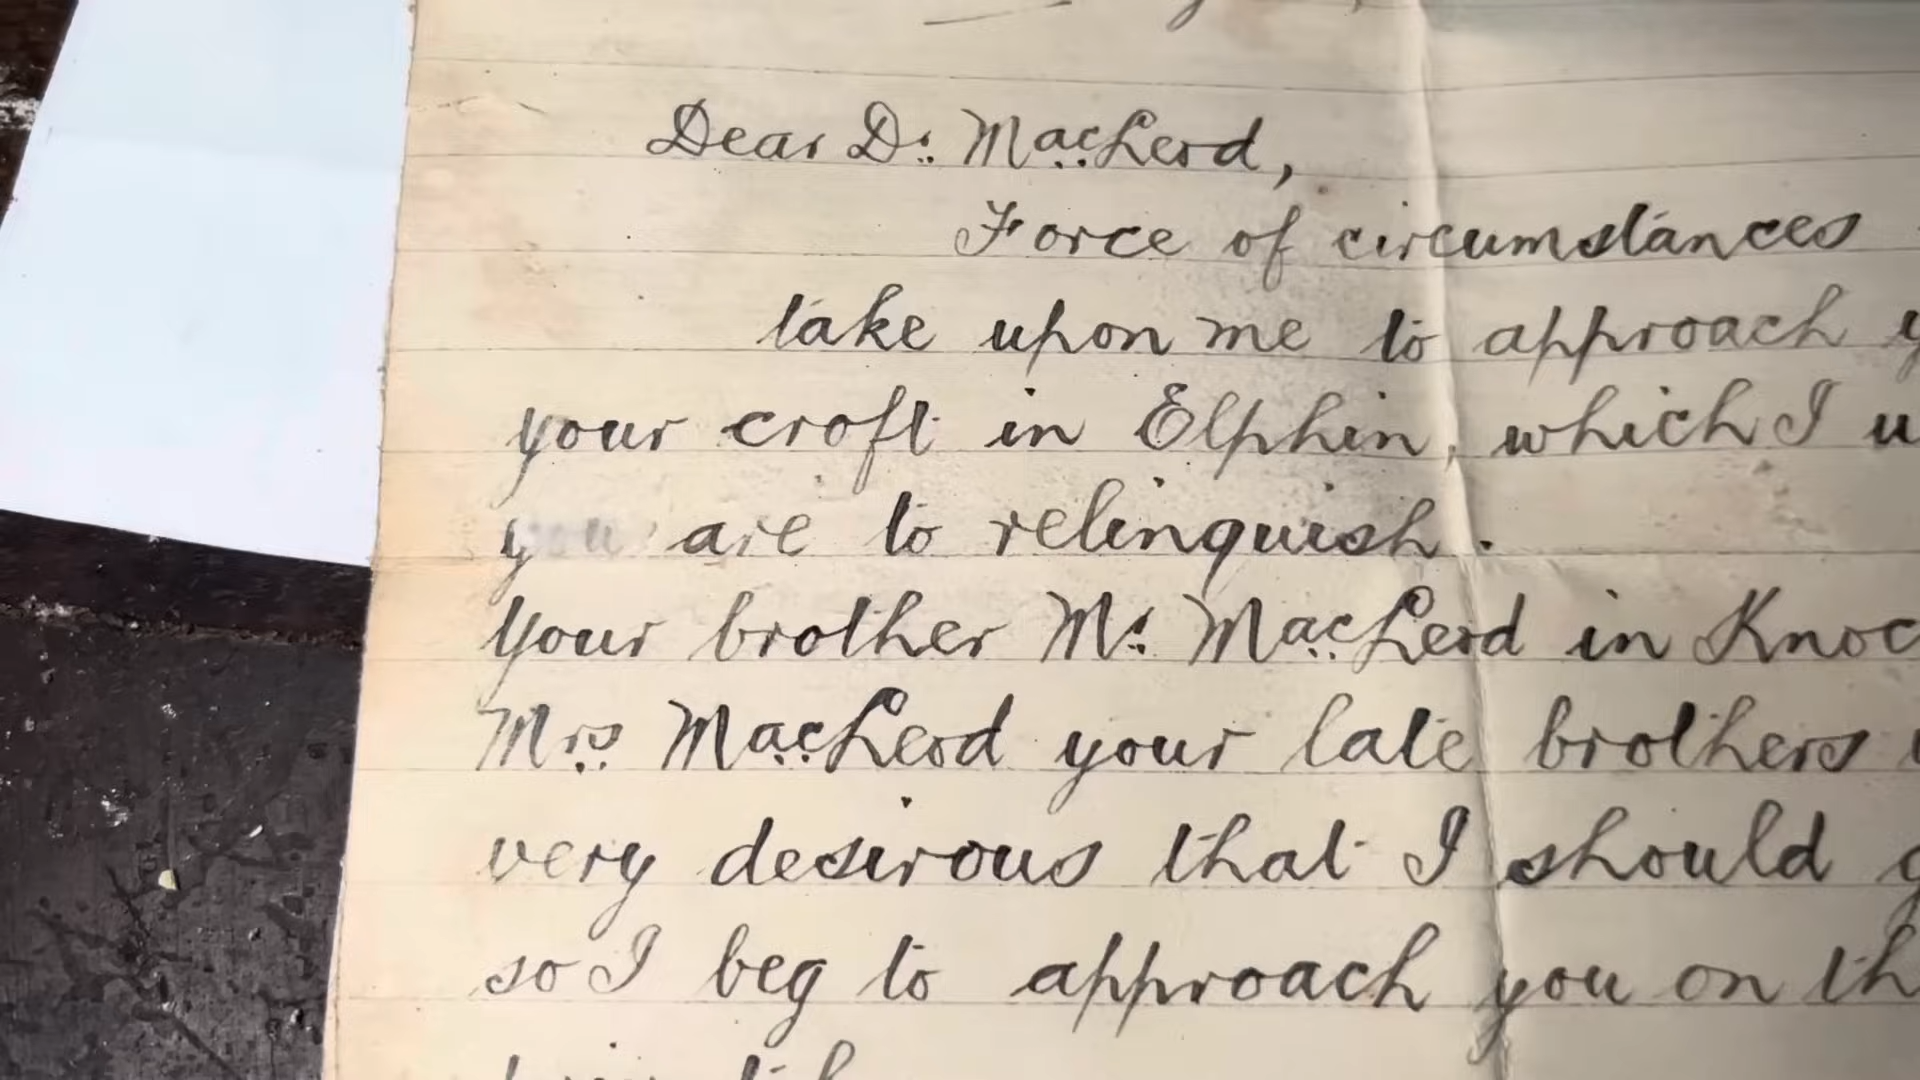 Dear Dr. MacLeod,
Force of circumstances
take upon me to approach
your croft in Elphin, which I
you are to relinquish.
your brother Mr. MacLeod in
Mrs MacLeod your late brothers
very desirous that I should
so I beg to approach you on